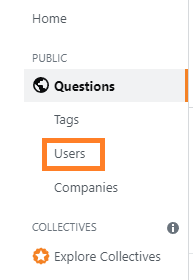 Home
PUBLIC
Questions
Tags
Users
Companies
COLLECTIVES
Explore Collectives